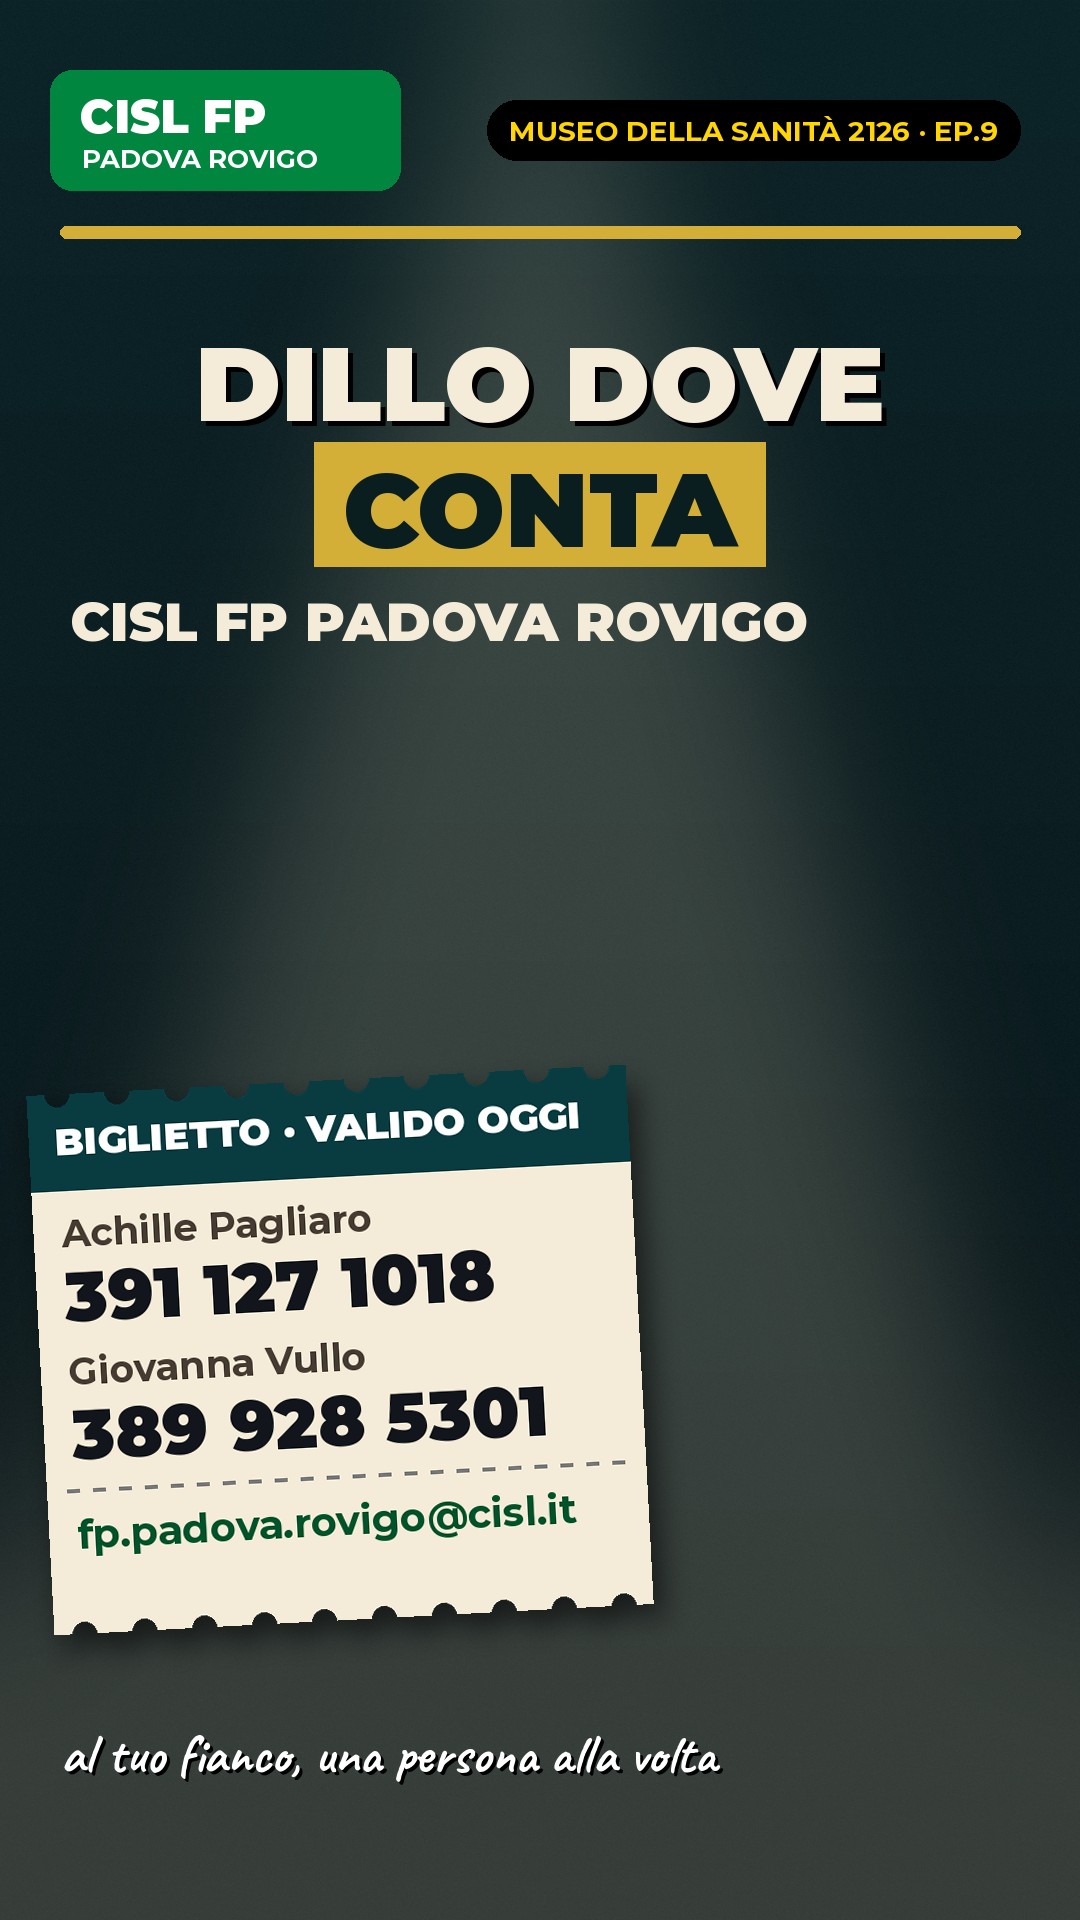 CISL FP
PADOVA ROVIGO
MUSEO DELLA SANITÀ 2126 · EP.9
DILLO DOVE
CONTA
CISL FP PADOVA ROVIGO
BIGLIETTO · VALIDO OGGI
Achille Pagliaro
391 127 1018
Giovanna Vullo
389 928 5301
fp.padova.rovigo@cisl.it
al tuo fianco, una persona alla volta